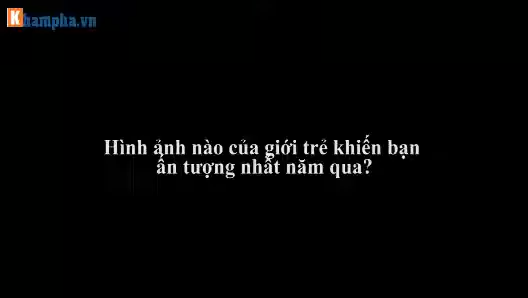 Khampha.vn
Hình ảnh nào của giới trẻ khiến bạn
ấn tượng nhất năm qua?